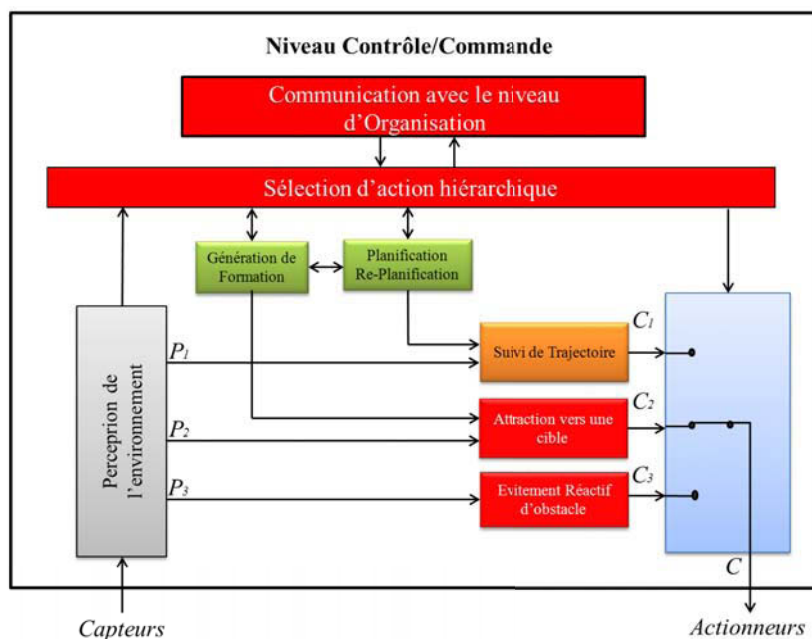 Niveau Contrôle/Commande
Communication avec le niveau
d'Organisation
Sélection d'action hiérarchique
Génération de
Formation
Planification
Re-Planification
Perceprion de
l'environnement
P1
P2
P3
Suivi de Trajectoire
Attraction vers une
cible
Evitement Réactif
d'obstacle
C1
C2
C3
C
Capteurs
Actionneurs